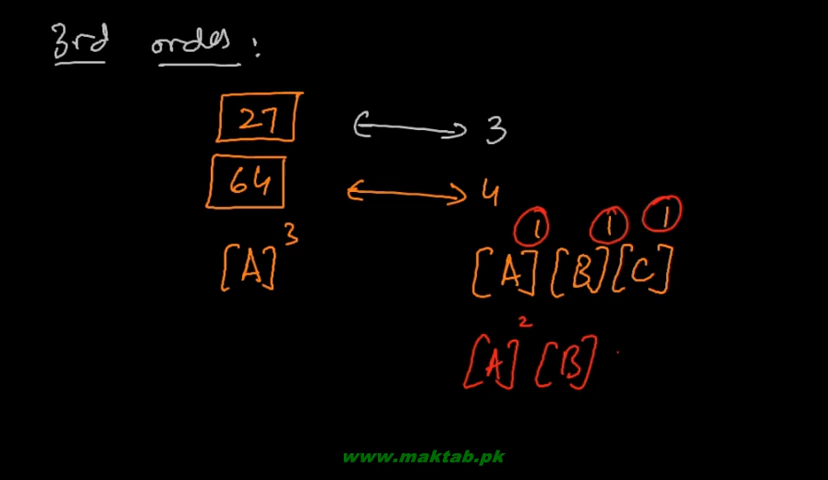 3rd order:
27 ⟷ 3
64 ⟷ 4
[A]³ [A]¹ [B]¹ [C]¹
[A]² [B]
www.maktab.pk